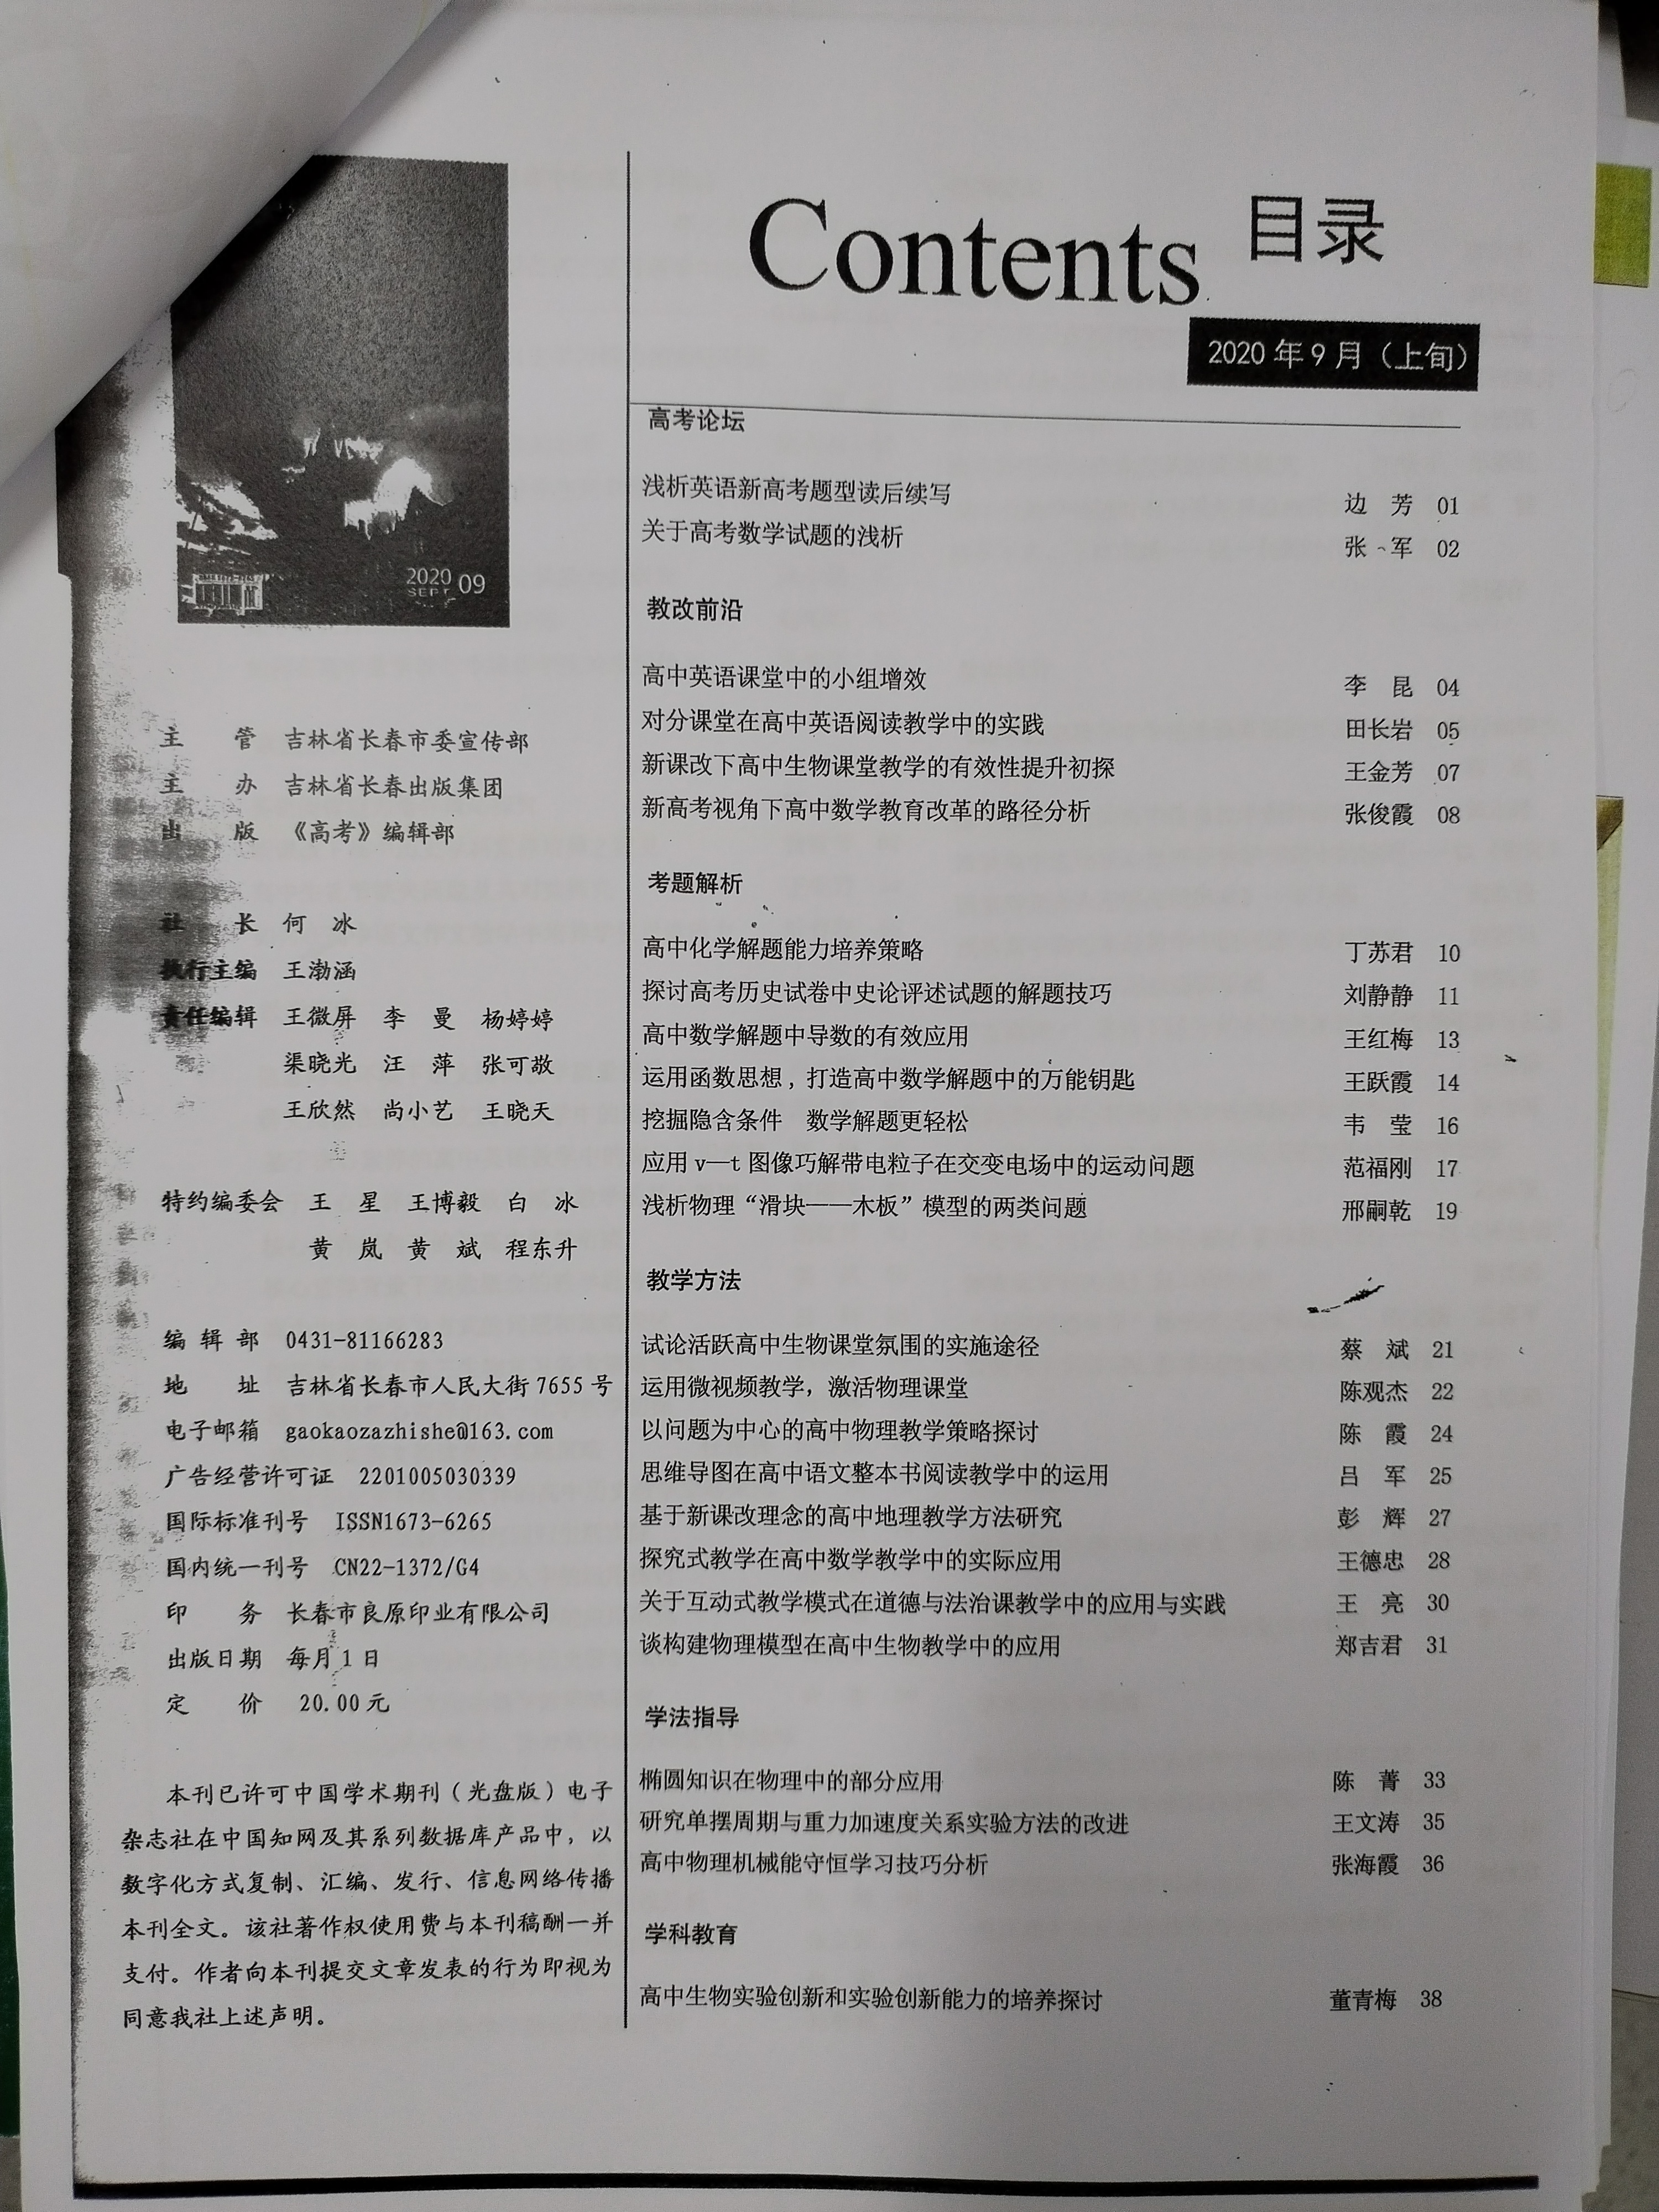 2020 09
SEPT
主　　管　吉林省长春市委宣传部
主　　办　吉林省长春出版集团
出　　版　《高考》编辑部
社　　长　何　冰
执行主编　王渤涵
责任编辑　王微屏　李　曼　杨婷婷
渠晓光　汪　萍　张可敬
王欣然　尚小艺　王晓天
特约编委会　王　星　王博毅　白　冰
黄　岚　黄　斌　程东升
编 辑 部　0431-81166283
地　　址　吉林省长春市人民大街 7655 号
电子邮箱　gaokaozazhishe@163.com
广告经营许可证　2201005030339
国际标准刊号　ISSN1673-6265
国内统一刊号　CN22-1372/G4
印　　务　长春市良原印业有限公司
出版日期　每月 1 日
定　　价　20.00 元
本刊已许可中国学术期刊（光盘版）电子
杂志社在中国知网及其系列数据库产品中，以
数字化方式复制、汇编、发行、信息网络传播
本刊全文。该社著作权使用费与本刊稿酬一并
支付。作者向本刊提交文章发表的行为即视为
同意我社上述声明。
Contents 目录
2020 年 9 月（上旬）
高考论坛
浅析英语新高考题型读后续写　边　芳　01
关于高考数学试题的浅析　张　军　02
教改前沿
高中英语课堂中的小组增效　李　昆　04
对分课堂在高中英语阅读教学中的实践　田长岩　05
新课改下高中生物课堂教学的有效性提升初探　王金芳　07
新高考视角下高中数学教育改革的路径分析　张俊霞　08
考题解析
高中化学解题能力培养策略　丁苏君　10
探讨高考历史试卷中史论评述试题的解题技巧　刘静静　11
高中数学解题中导数的有效应用　王红梅　13
运用函数思想，打造高中数学解题中的万能钥匙　王跃霞　14
挖掘隐含条件　数学解题更轻松　韦　莹　16
应用 v—t 图像巧解带电粒子在交变电场中的运动问题　范福刚　17
浅析物理“滑块——木板”模型的两类问题　邢嗣乾　19
教学方法
试论活跃高中生物课堂氛围的实施途径　蔡　斌　21
运用微视频教学，激活物理课堂　陈观杰　22
以问题为中心的高中物理教学策略探讨　陈　霞　24
思维导图在高中语文整本书阅读教学中的运用　吕　军　25
基于新课改理念的高中地理教学方法研究　彭　辉　27
探究式教学在高中数学教学中的实际应用　王德忠　28
关于互动式教学模式在道德与法治课教学中的应用与实践　王　亮　30
谈构建物理模型在高中生物教学中的应用　郑吉君　31
学法指导
椭圆知识在物理中的部分应用　陈　菁　33
研究单摆周期与重力加速度关系实验方法的改进　王文涛　35
高中物理机械能守恒学习技巧分析　张海霞　36
学科教育
高中生物实验创新和实验创新能力的培养探讨　董青梅　38